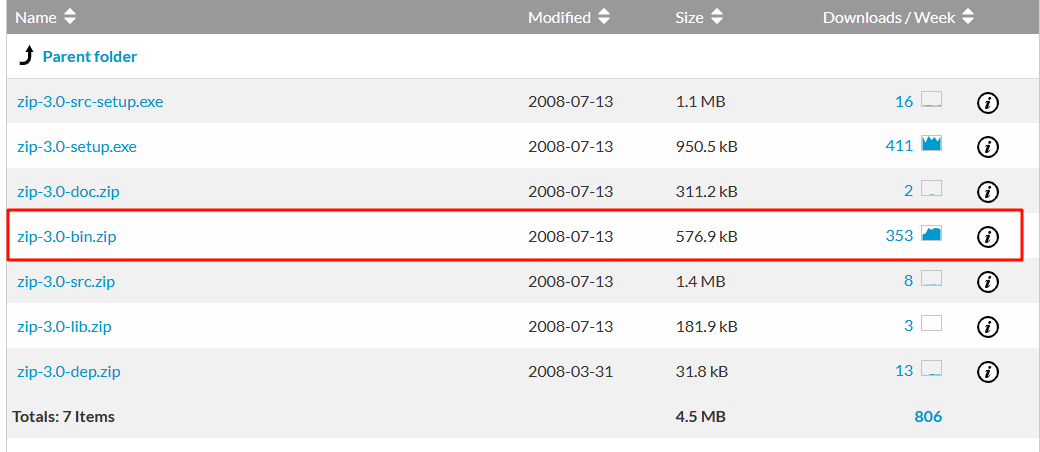 Name Modified Size Downloads / Week
Parent folder
zip-3.0-src-setup.exe 2008-07-13 1.1 MB 16
zip-3.0-setup.exe 2008-07-13 950.5 kB 411
zip-3.0-doc.zip 2008-07-13 311.2 kB 2
zip-3.0-bin.zip 2008-07-13 576.9 kB 353
zip-3.0-src.zip 2008-07-13 1.4 MB 8
zip-3.0-lib.zip 2008-07-13 181.9 kB 3
zip-3.0-dep.zip 2008-03-31 31.8 kB 13
Totals: 7 Items 4.5 MB 806